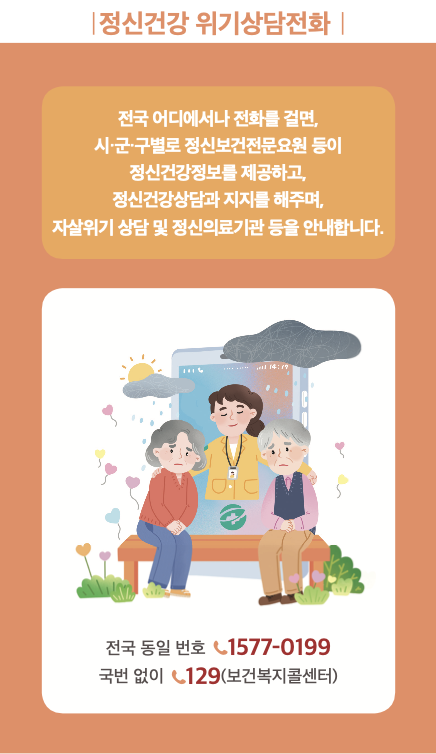 |정신건강 위기상담전화 |
전국 어디에서나 전화를 걸면,
시·군·구별로 정신보건전문요원 등이
정신건강정보를 제공하고,
정신건강상담과 지지를 해주며,
자살위기 상담 및 정신의료기관 등을 안내합니다.
14:19
전국 동일 번호 1577-0199
국번 없이 129(보건복지콜센터)